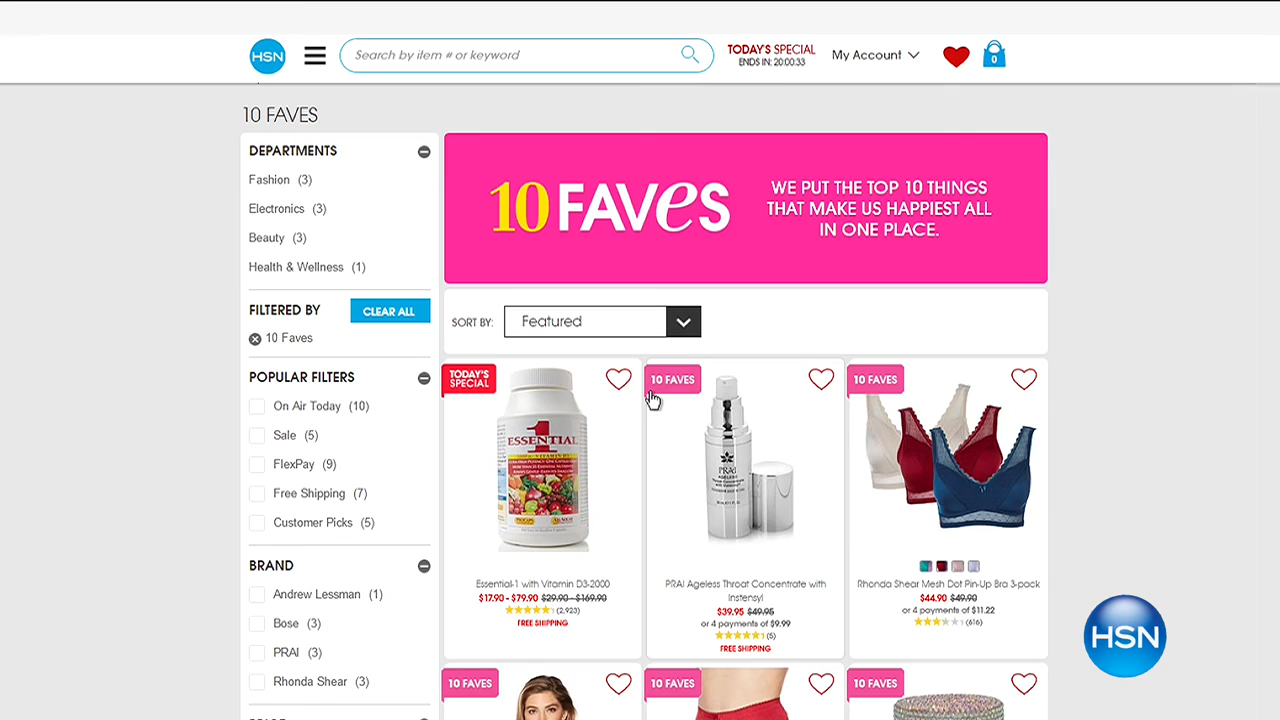 HSN
Search by item # or keyword
TODAY'S SPECIAL
ENDS IN: 20:00:33
My Account
0
10 FAVES
DEPARTMENTS
Fashion (3)
Electronics (3)
Beauty (3)
Health & Wellness (1)
FILTERED BY
CLEAR ALL
10 Faves
POPULAR FILTERS
On Air Today (10)
Sale (5)
FlexPay (9)
Free Shipping (7)
Customer Picks (5)
BRAND
Andrew Lessman (1)
Bose (3)
PRAI (3)
Rhonda Shear (3)
10 FAVeS
WE PUT THE TOP 10 THINGS
THAT MAKE US HAPPIEST ALL
IN ONE PLACE.
SORT BY:
Featured
TODAY'S
SPECIAL
ESSENTIAL
1
Essential-1 with Vitamin D3-2000
$17.90 - $79.90 $29.90 - $169.90
(2,923)
FREE SHIPPING
10 FAVES
PRAI
AGELESS
PRAI Ageless Throat Concentrate with
Instensyl
$39.95 $49.95
or 4 payments of $9.99
(5)
FREE SHIPPING
10 FAVES
Rhonda Shear Mesh Dot Pin-Up Bra 3-pack
$44.90 $49.90
or 4 payments of $11.22
(616)
10 FAVES
10 FAVES
10 FAVES
HSN